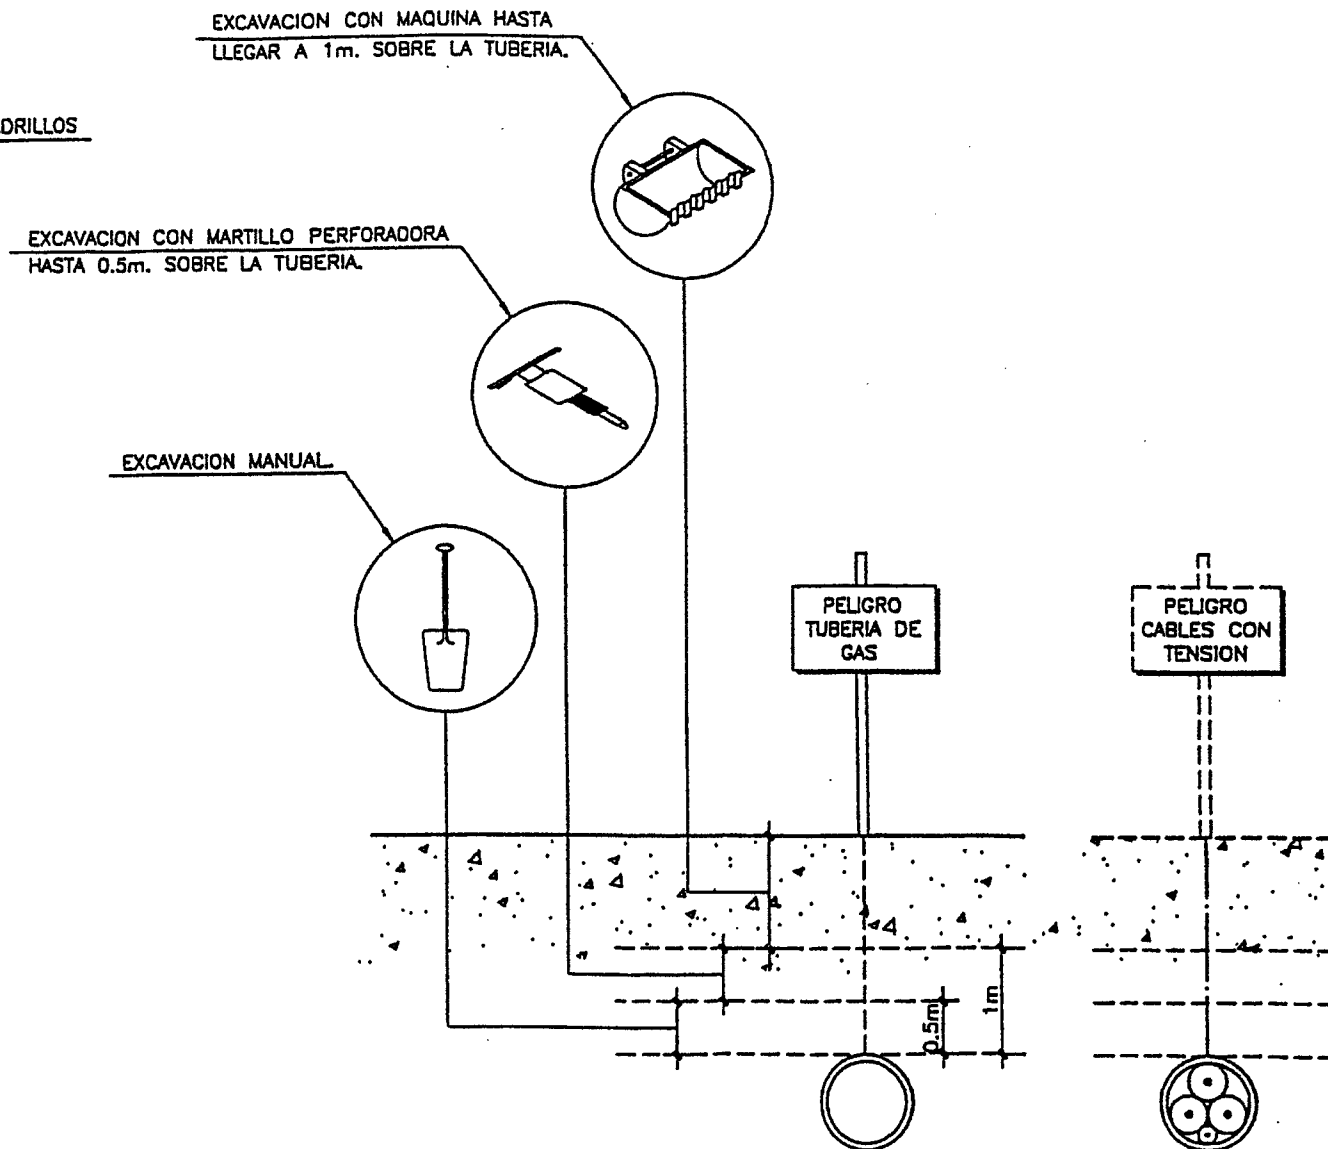 EXCAVACION CON MAQUINA HASTA
LLEGAR A 1m. SOBRE LA TUBERIA.
DRILLOS
EXCAVACION CON MARTILLO PERFORADORA
HASTA 0.5m. SOBRE LA TUBERIA.
EXCAVACION MANUAL.
PELIGRO
TUBERIA DE
GAS
PELIGRO
CABLES CON
TENSION
0.5m
1m